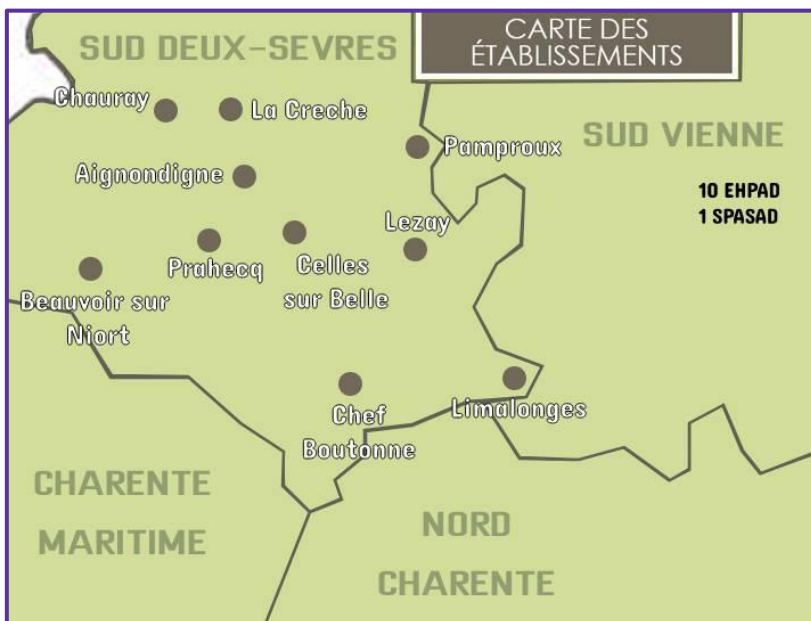 CARTE DES
ÉTABLISSEMENTS
SUD DEUX-SEVRES
Chauray
La Creche
Pamproux
SUD VIENNE
Aignondigne
10 EHPAD
1 SPASAD
Lezay
Prahecq
Celles
sur Belle
Beauvoir sur
Niort
Chef
Boutonne
Limalonges
CHARENTE
MARITIME
NORD
CHARENTE